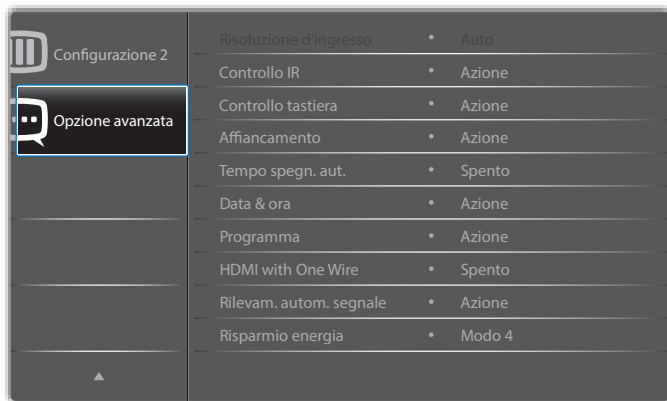 Configurazione 2
Opzione avanzata
Risoluzione d'ingresso • Auto
Controllo IR • Azione
Controllo tastiera • Azione
Affiancamento • Azione
Tempo spegn. aut. • Spento
Data & ora • Azione
Programma • Azione
HDMI with One Wire • Spento
Rilevam. autom. segnale • Azione
Risparmio energia • Modo 4